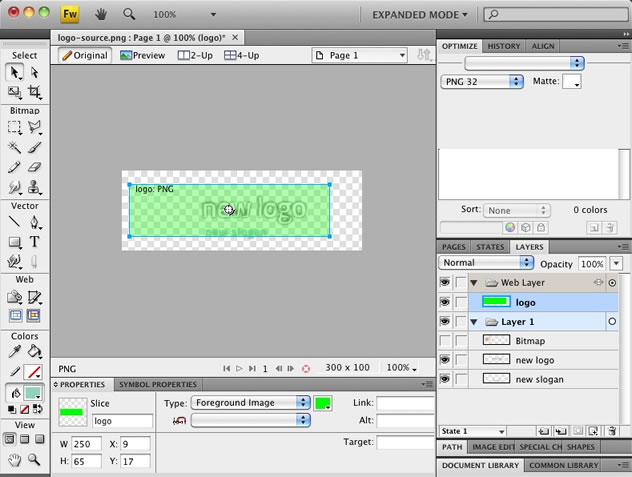 Fw 100% EXPANDED MODE
logo-source.png : Page 1 @ 100% (logo)*
Original Preview 2-Up 4-Up Page 1
Select
Bitmap
Vector
Web
Colors
View
logo: PNG
new logo
new slogan
PNG 1 300 x 100 100%
PROPERTIES SYMBOL PROPERTIES
Slice
logo
Type: Foreground Image Link:
Alt:
Target:
W 250 X: 9
H: 65 Y: 17
OPTIMIZE HISTORY ALIGN
PNG 32 Matte:
Sort: None 0 colors
PAGES STATES LAYERS
Normal Opacity 100%
Web Layer
logo
Layer 1
Bitmap
new logo
new slogan
State 1
PATH IMAGE EDIT SPECIAL CH SHAPES
DOCUMENT LIBRARY COMMON LIBRARY